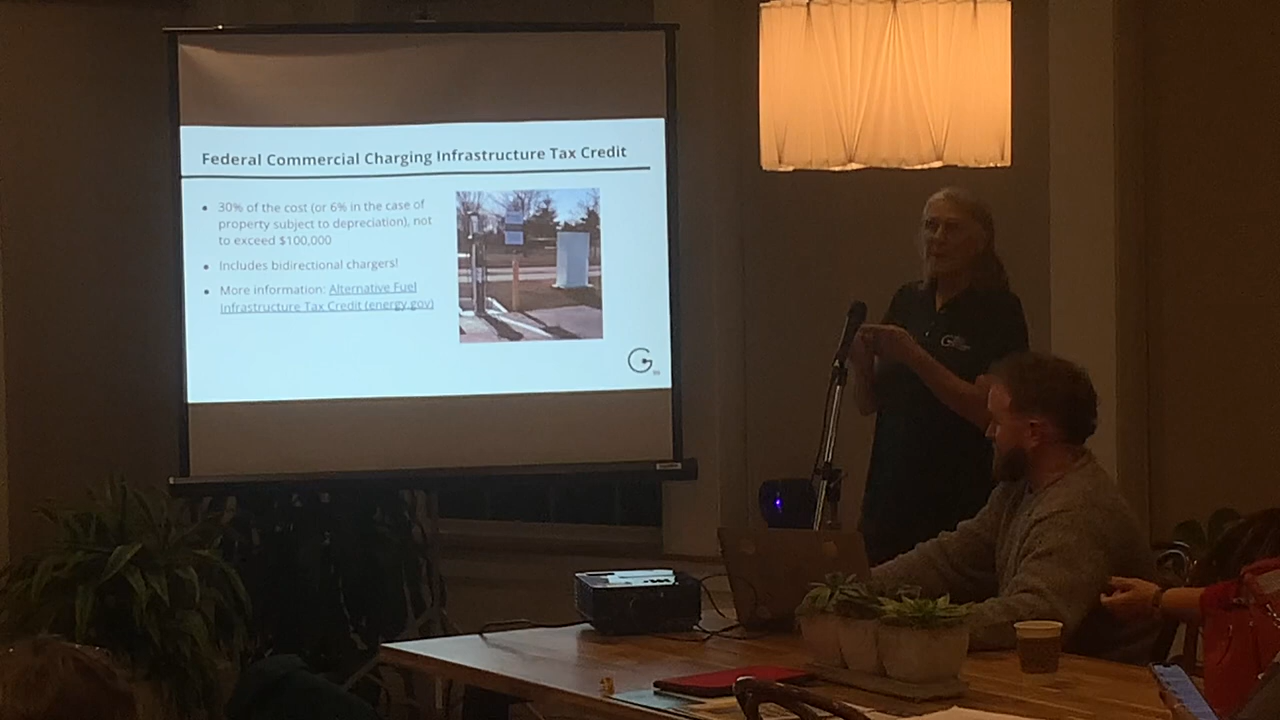 Federal Commercial Charging Infrastructure Tax Credit
• 30% of the cost (or 6% in the case of
property subject to depreciation), not
to exceed $100,000
• Includes bidirectional chargers!
• More information: Alternative Fuel
Infrastructure Tax Credit (energy.gov)
G